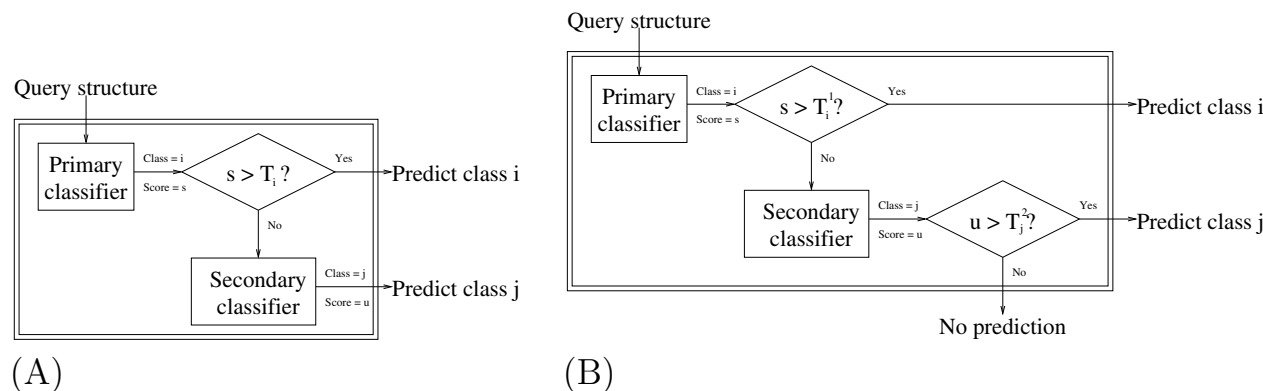 Query structure
Primary
classifier
Class = i
Score = s
s > T_i ?
Yes
Predict class i
No
Secondary
classifier
Class = j
Score = u
Predict class j
(A)
Query structure
Primary
classifier
Class = i
Score = s
s > T_i^1?
Yes
Predict class i
No
Secondary
classifier
Class = j
Score = u
u > T_j^2?
Yes
Predict class j
No
No prediction
(B)